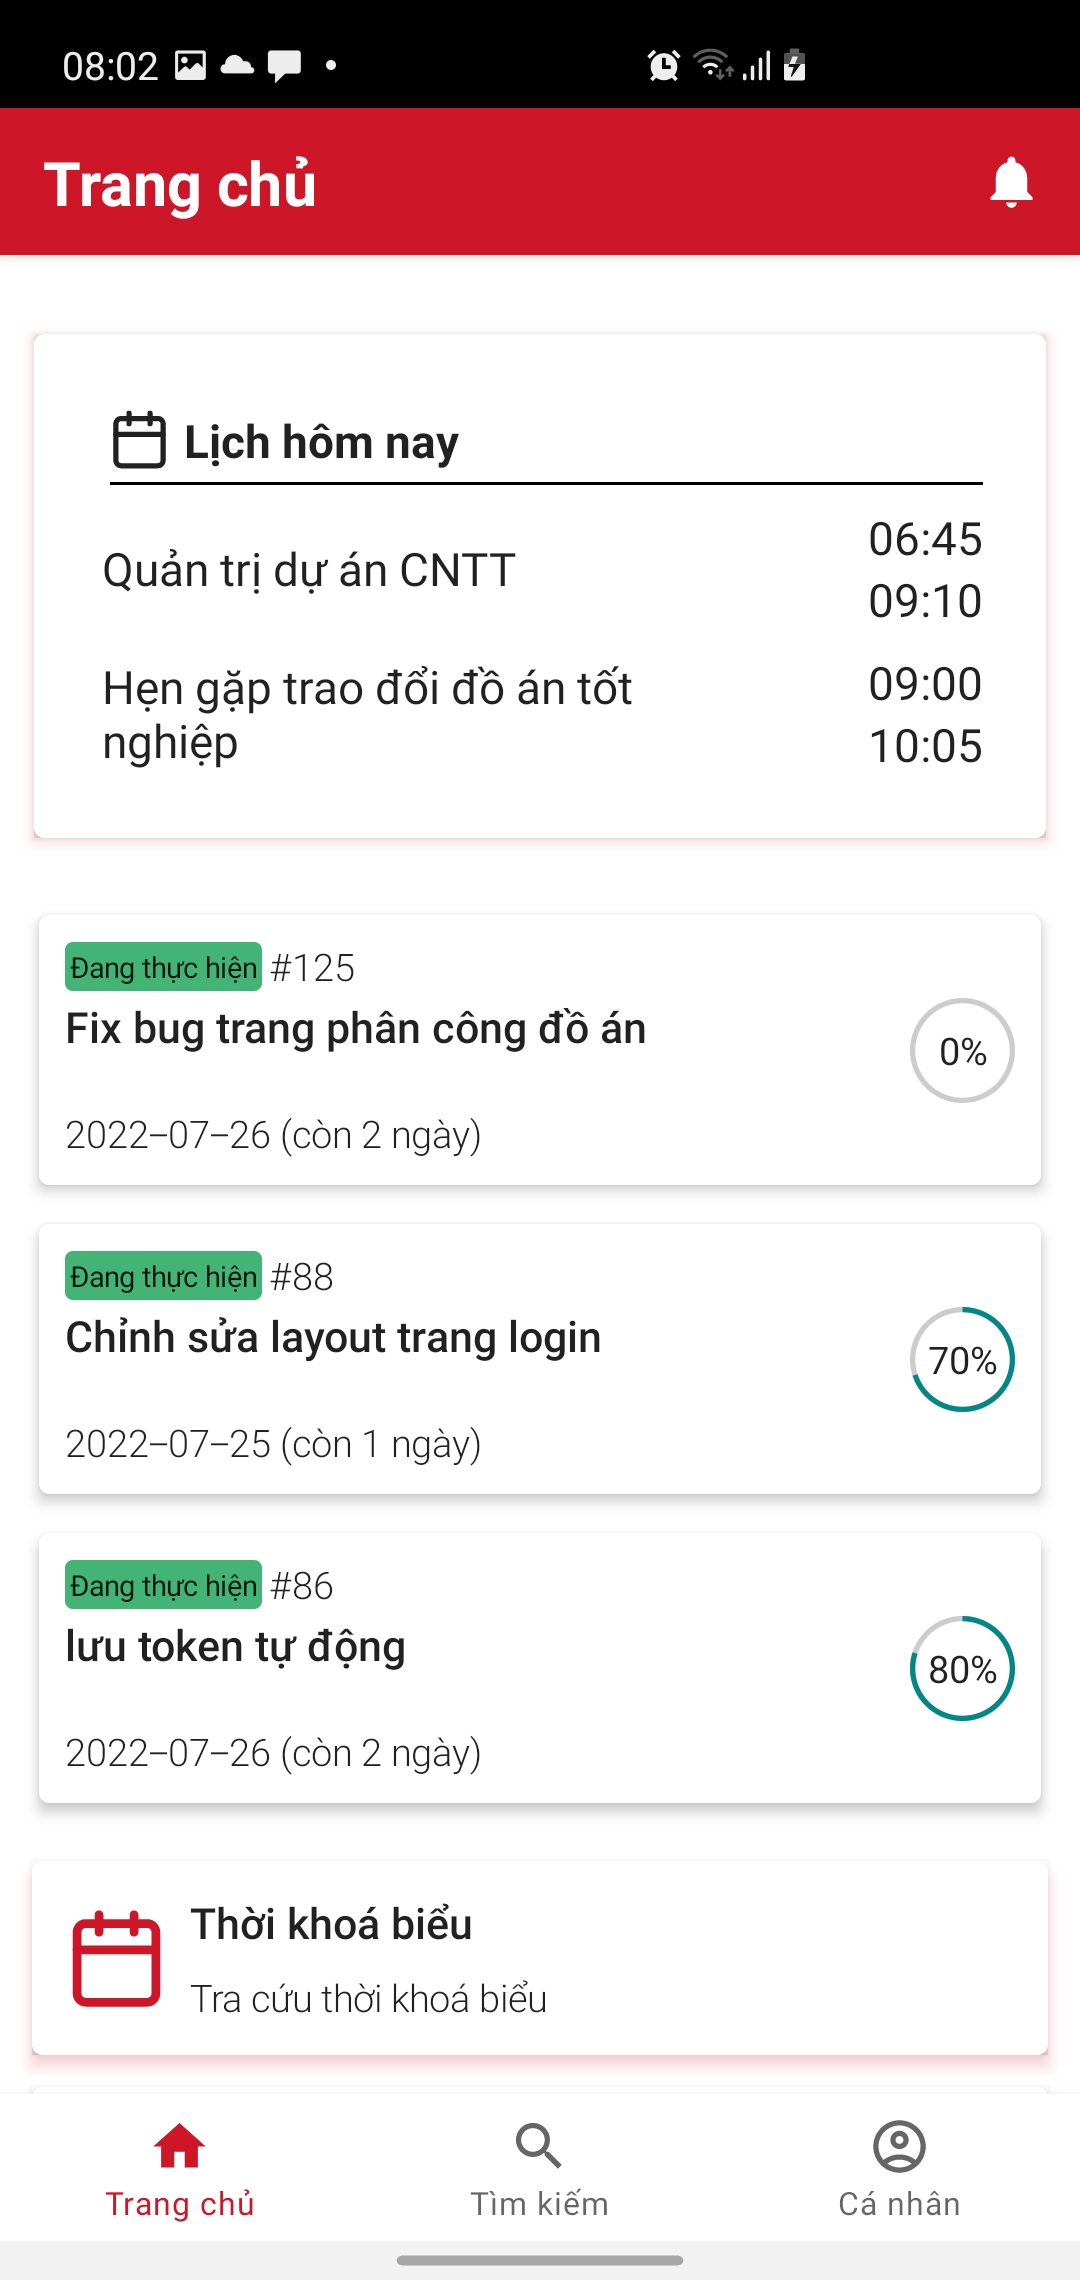 08:02
Trang chủ
Lịch hôm nay
Quản trị dự án CNTT
06:45
09:10
Hẹn gặp trao đổi đồ án tốt
nghiệp
09:00
10:05
Đang thực hiện #125
Fix bug trang phân công đồ án
0%
2022-07-26 (còn 2 ngày)
Đang thực hiện #88
Chỉnh sửa layout trang login
70%
2022-07-25 (còn 1 ngày)
Đang thực hiện #86
lưu token tự động
80%
2022-07-26 (còn 2 ngày)
Thời khoá biểu
Tra cứu thời khoá biểu
Trang chủ
Tìm kiếm
Cá nhân